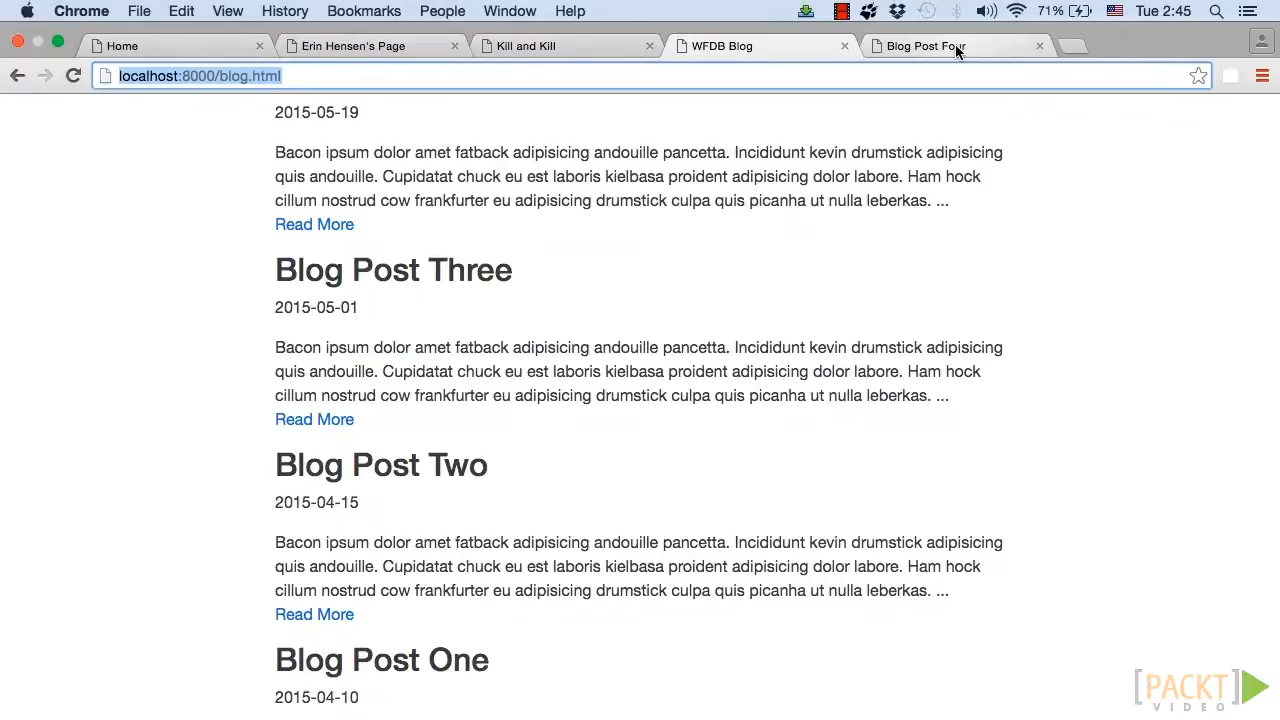 Chrome File Edit View History Bookmarks People Window Help 71% Tue 2:45
Home Erin Hensen's Page Kill and Kill WFDB Blog Blog Post Four
localhost:8000/blog.html
2015-05-19
Bacon ipsum dolor amet fatback adipisicing andouille pancetta. Incididunt kevin drumstick adipisicing
quis andouille. Cupidatat chuck eu est laboris kielbasa proident adipisicing dolor labore. Ham hock
cillum nostrud cow frankfurter eu adipisicing drumstick culpa quis picanha ut nulla leberkas. ...
Read More
Blog Post Three
2015-05-01
Bacon ipsum dolor amet fatback adipisicing andouille pancetta. Incididunt kevin drumstick adipisicing
quis andouille. Cupidatat chuck eu est laboris kielbasa proident adipisicing dolor labore. Ham hock
cillum nostrud cow frankfurter eu adipisicing drumstick culpa quis picanha ut nulla leberkas. ...
Read More
Blog Post Two
2015-04-15
Bacon ipsum dolor amet fatback adipisicing andouille pancetta. Incididunt kevin drumstick adipisicing
quis andouille. Cupidatat chuck eu est laboris kielbasa proident adipisicing dolor labore. Ham hock
cillum nostrud cow frankfurter eu adipisicing drumstick culpa quis picanha ut nulla leberkas. ...
Read More
Blog Post One
2015-04-10
[PACKT]
VIDEO